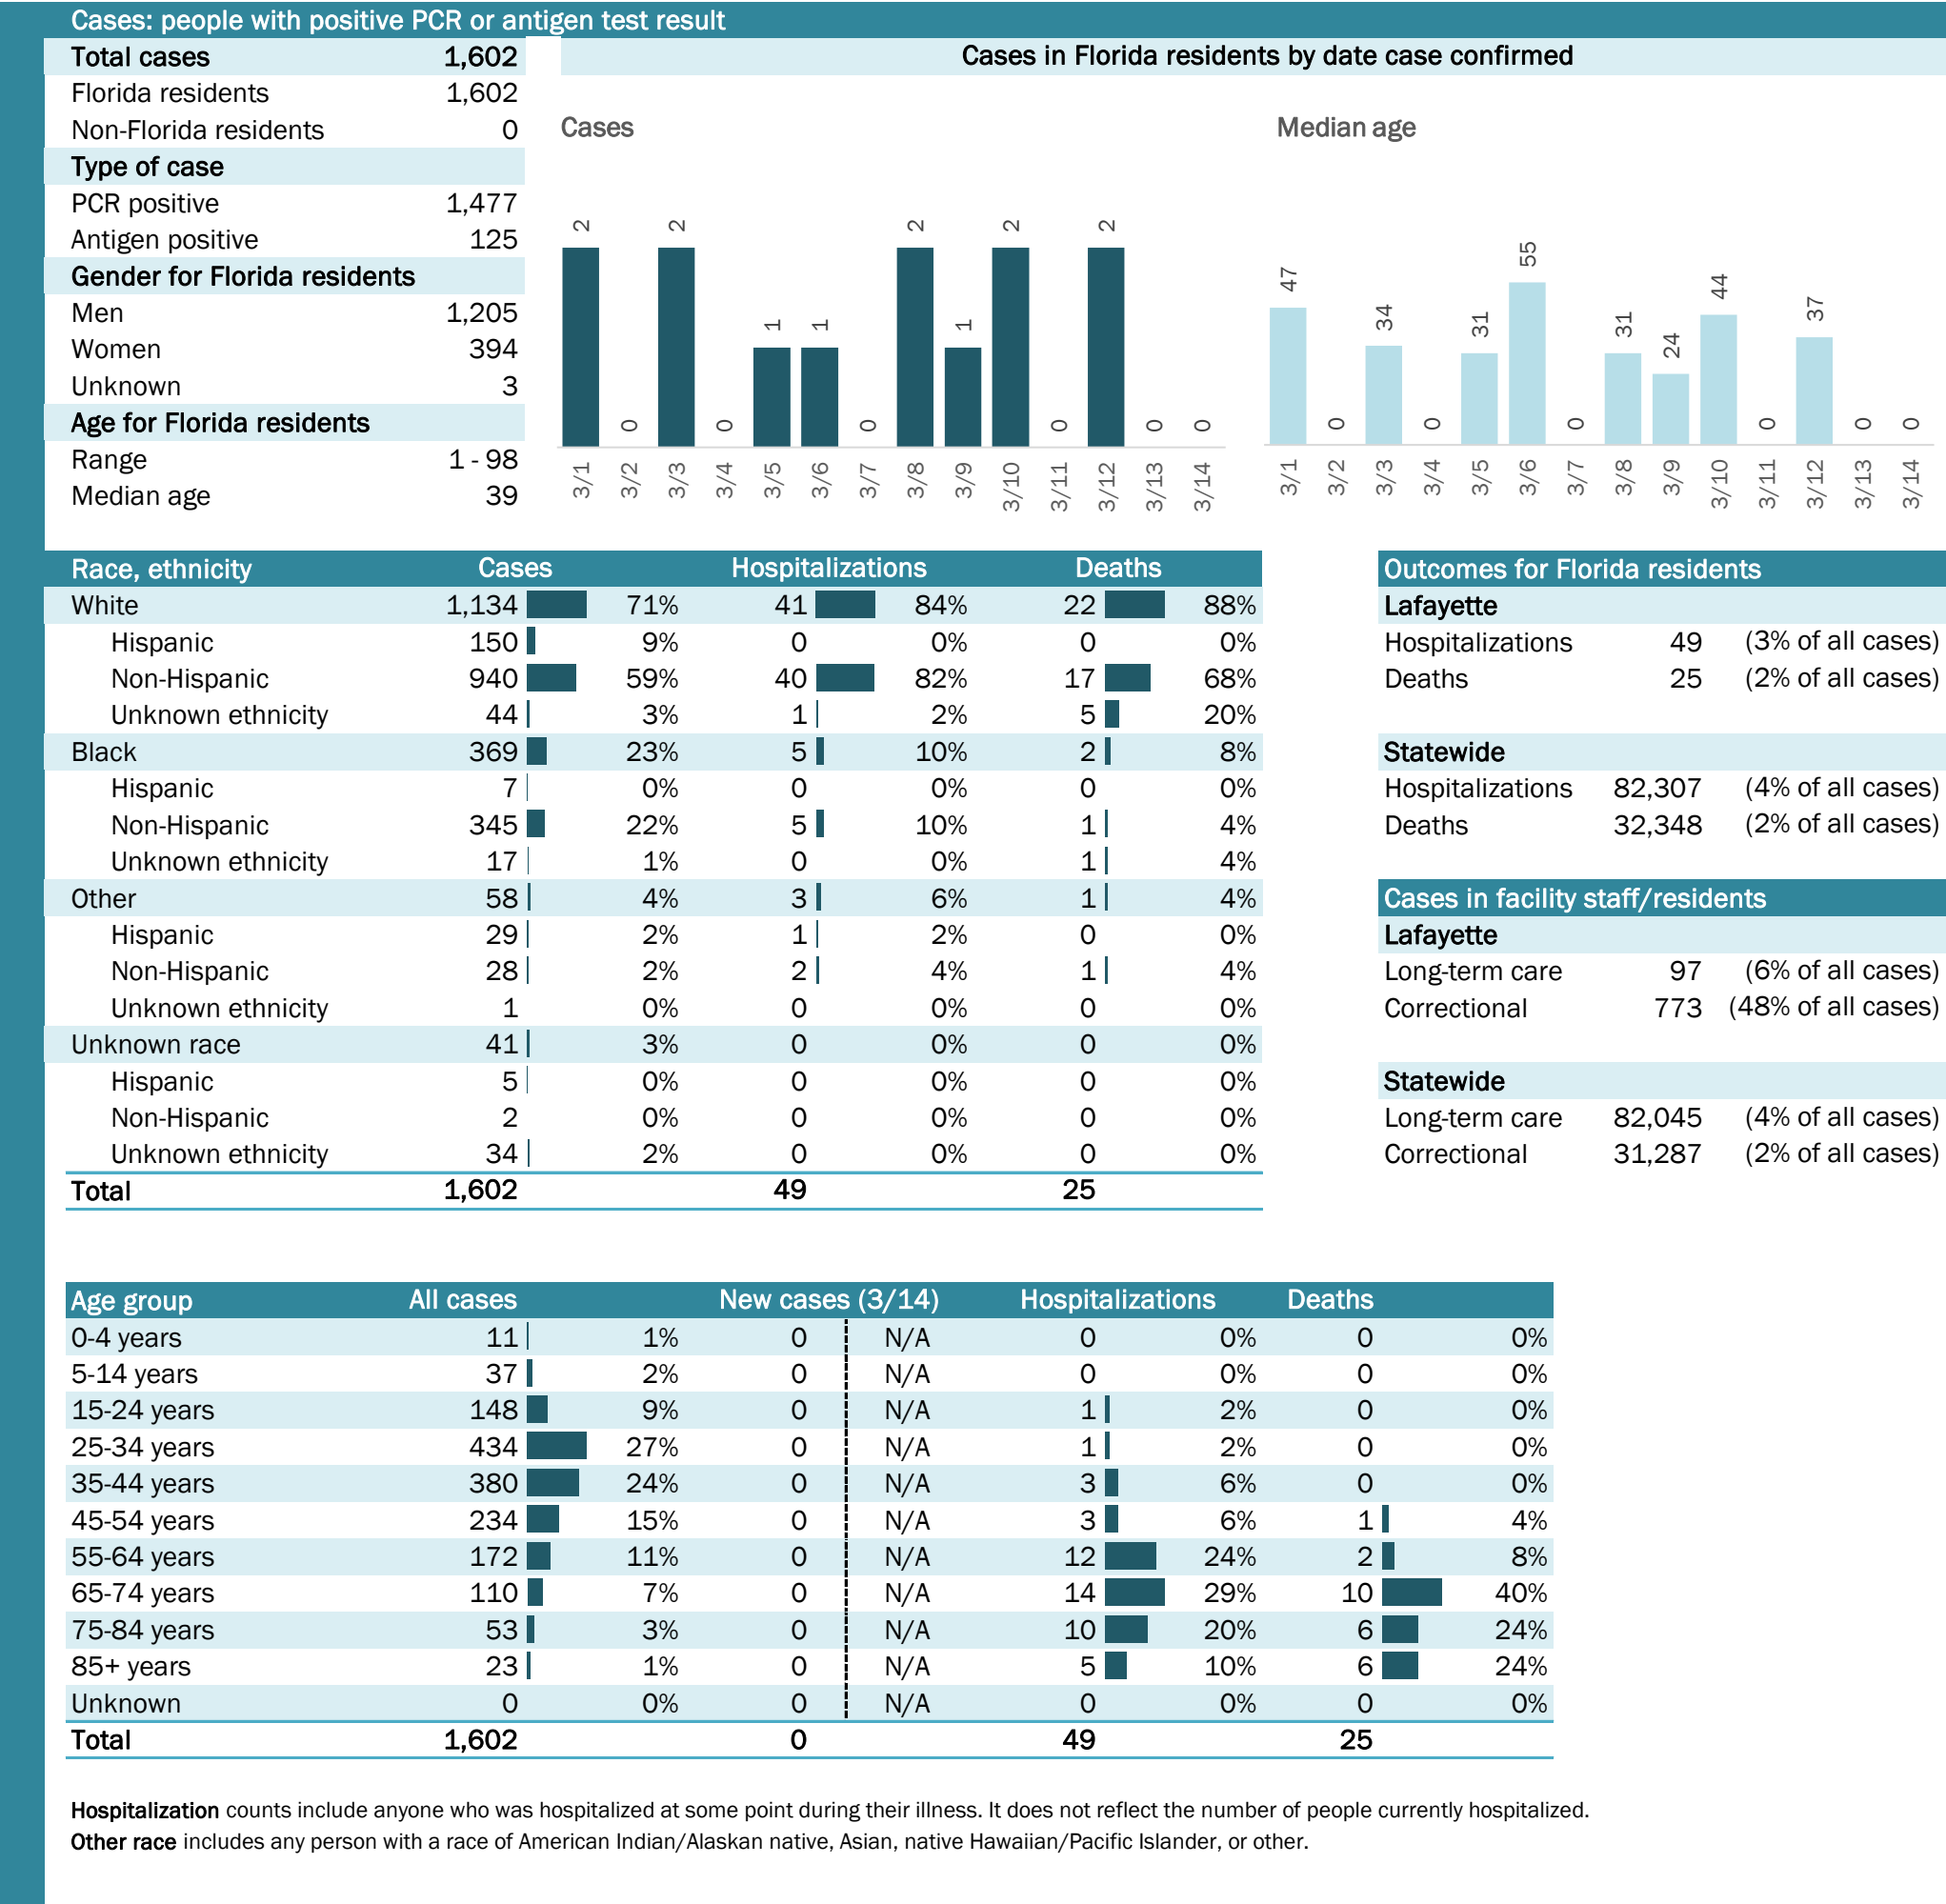 Cases: people with positive PCR or antigen test result
Total cases 1,602
Florida residents 1,602
Non-Florida residents 0
Type of case
PCR positive 1,477
Antigen positive 125
Gender for Florida residents
Men 1,205
Women 394
Unknown 3
Age for Florida residents
Range 1 - 98
Median age 39
Cases in Florida residents by date case confirmed
Cases
2 0 2 0 1 1 0 2 1 2 0 2 0 0
3/1 3/2 3/3 3/4 3/5 3/6 3/7 3/8 3/9 3/10 3/11 3/12 3/13 3/14
Median age
47 0 34 0 31 55 0 31 24 44 0 37 0 0
3/1 3/2 3/3 3/4 3/5 3/6 3/7 3/8 3/9 3/10 3/11 3/12 3/13 3/14
Race, ethnicity Cases Hospitalizations Deaths
White 1,134 71% 41 84% 22 88%
Hispanic 150 9% 0 0% 0 0%
Non-Hispanic 940 59% 40 82% 17 68%
Unknown ethnicity 44 3% 1 2% 5 20%
Black 369 23% 5 10% 2 8%
Hispanic 7 0% 0 0% 0 0%
Non-Hispanic 345 22% 5 10% 1 4%
Unknown ethnicity 17 1% 0 0% 1 4%
Other 58 4% 3 6% 1 4%
Hispanic 29 2% 1 2% 0 0%
Non-Hispanic 28 2% 2 4% 1 4%
Unknown ethnicity 1 0% 0 0% 0 0%
Unknown race 41 3% 0 0% 0 0%
Hispanic 5 0% 0 0% 0 0%
Non-Hispanic 2 0% 0 0% 0 0%
Unknown ethnicity 34 2% 0 0% 0 0%
Total 1,602 49 25
Outcomes for Florida residents
Lafayette
Hospitalizations 49 (3% of all cases)
Deaths 25 (2% of all cases)
Statewide
Hospitalizations 82,307 (4% of all cases)
Deaths 32,348 (2% of all cases)
Cases in facility staff/residents
Lafayette
Long-term care 97 (6% of all cases)
Correctional 773 (48% of all cases)
Statewide
Long-term care 82,045 (4% of all cases)
Correctional 31,287 (2% of all cases)
Age group All cases New cases (3/14) Hospitalizations Deaths
0-4 years 11 1% 0 N/A 0 0% 0 0%
5-14 years 37 2% 0 N/A 0 0% 0 0%
15-24 years 148 9% 0 N/A 1 2% 0 0%
25-34 years 434 27% 0 N/A 1 2% 0 0%
35-44 years 380 24% 0 N/A 3 6% 0 0%
45-54 years 234 15% 0 N/A 3 6% 1 4%
55-64 years 172 11% 0 N/A 12 24% 2 8%
65-74 years 110 7% 0 N/A 14 29% 10 40%
75-84 years 53 3% 0 N/A 10 20% 6 24%
85+ years 23 1% 0 N/A 5 10% 6 24%
Unknown 0 0% 0 N/A 0 0% 0 0%
Total 1,602 0 49 25
Hospitalization counts include anyone who was hospitalized at some point during their illness. It does not reflect the number of people currently hospitalized.
Other race includes any person with a race of American Indian/Alaskan native, Asian, native Hawaiian/Pacific Islander, or other.